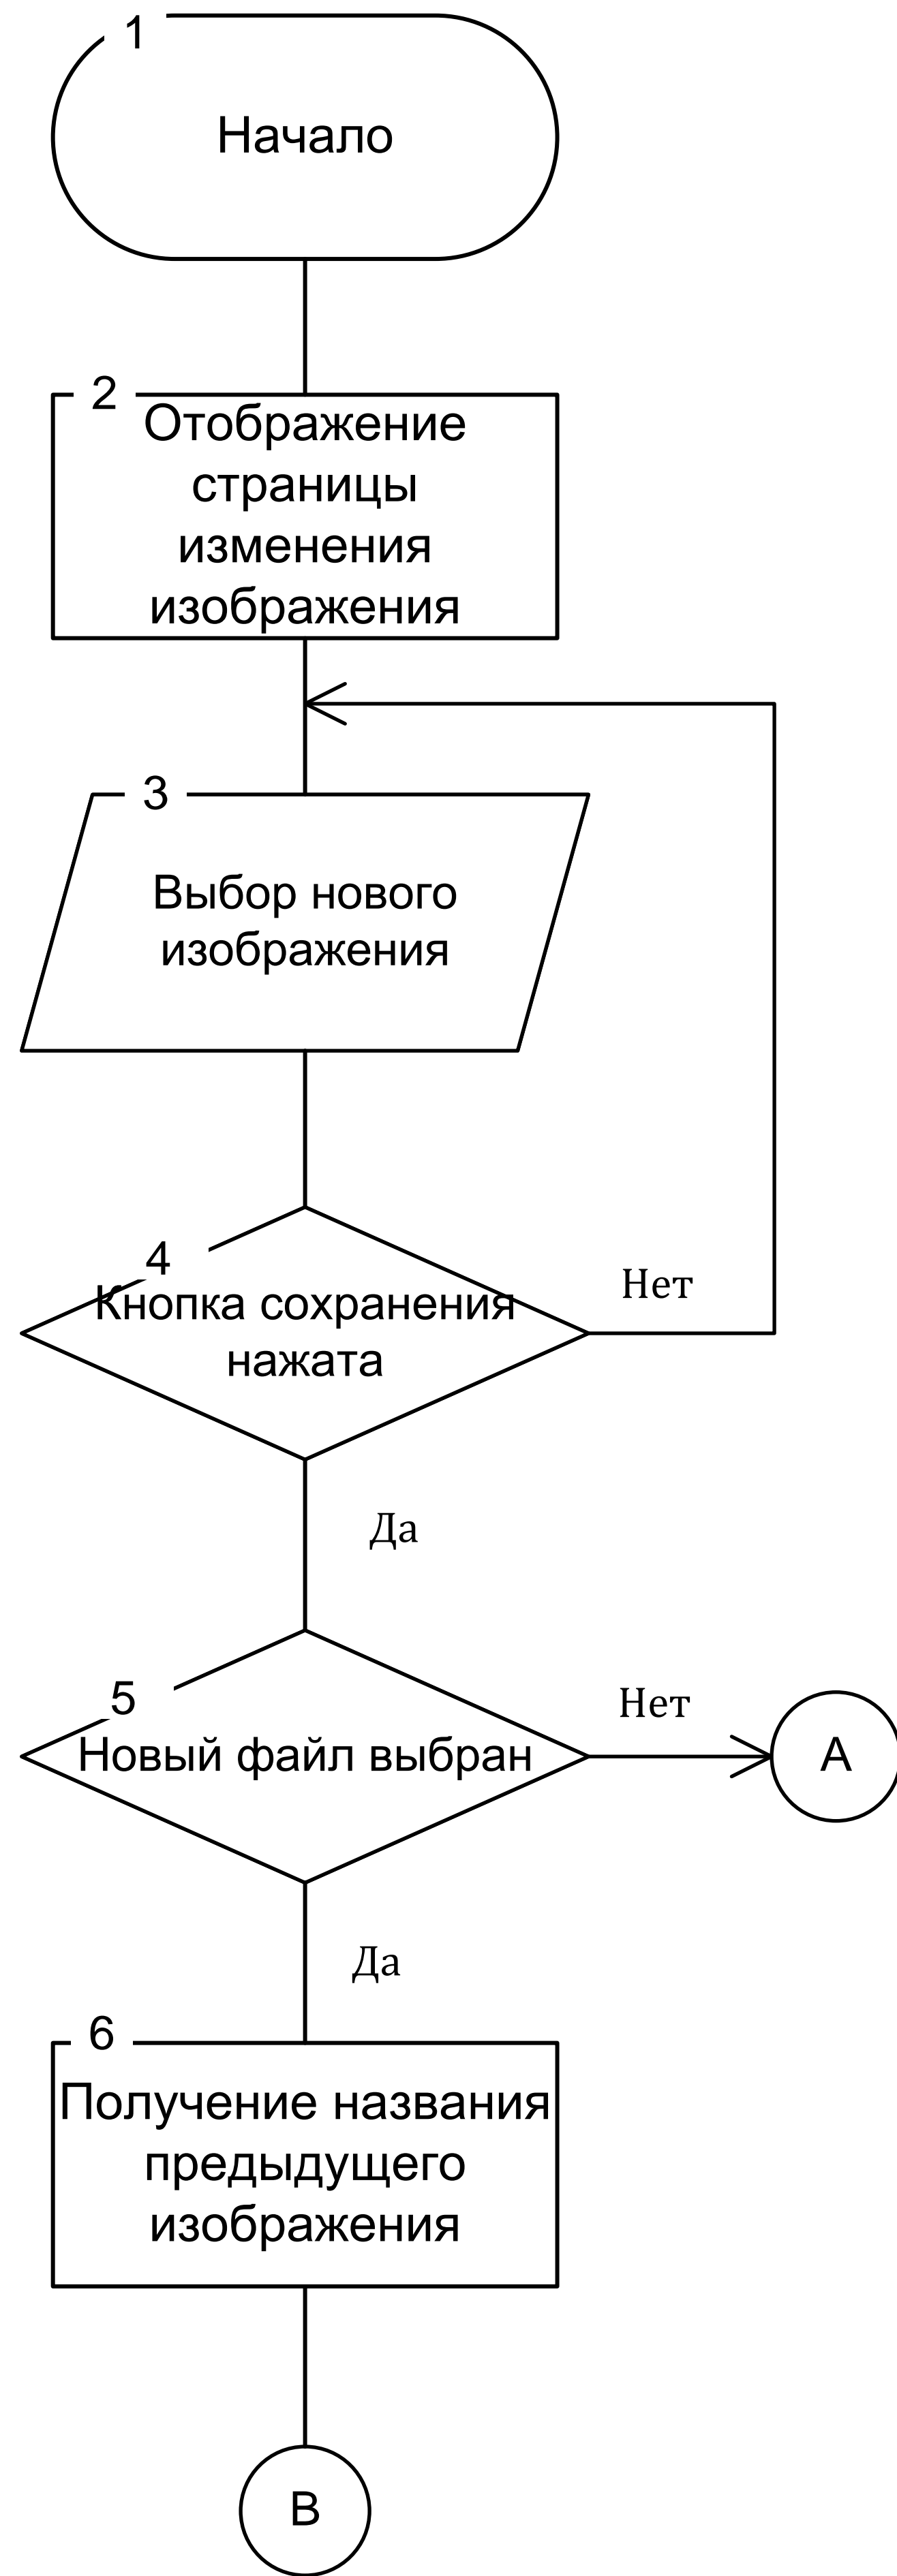 1
Начало
2
Отображение
страницы
изменения
изображения
3
Выбор нового
изображения
4
Кнопка сохранения
нажата
Нет
Да
5
Новый файл выбран
Нет
А
Да
6
Получение названия
предыдущего
изображения
В